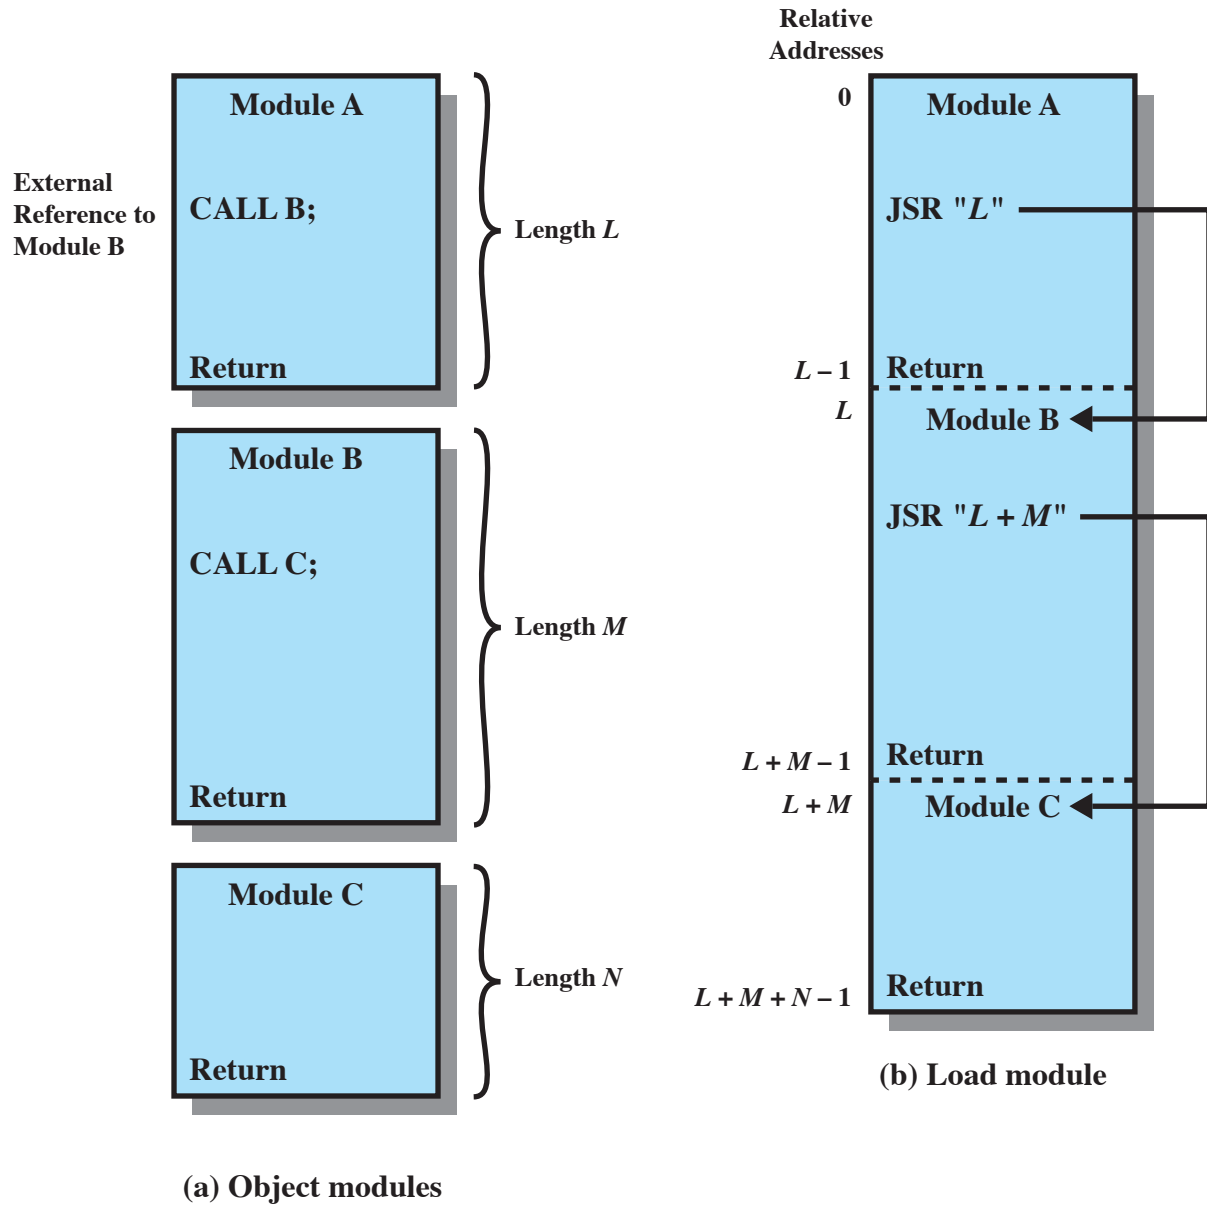 External
Reference to
Module B
Module A
CALL B;
Return
Length L
Module B
CALL C;
Return
Length M
Module C
Return
Length N
(a) Object modules
Relative
Addresses
0
Module A
JSR "L"
L – 1
Return
L
Module B
JSR "L + M"
L + M – 1
Return
L + M
Module C
L + M + N – 1
Return
(b) Load module